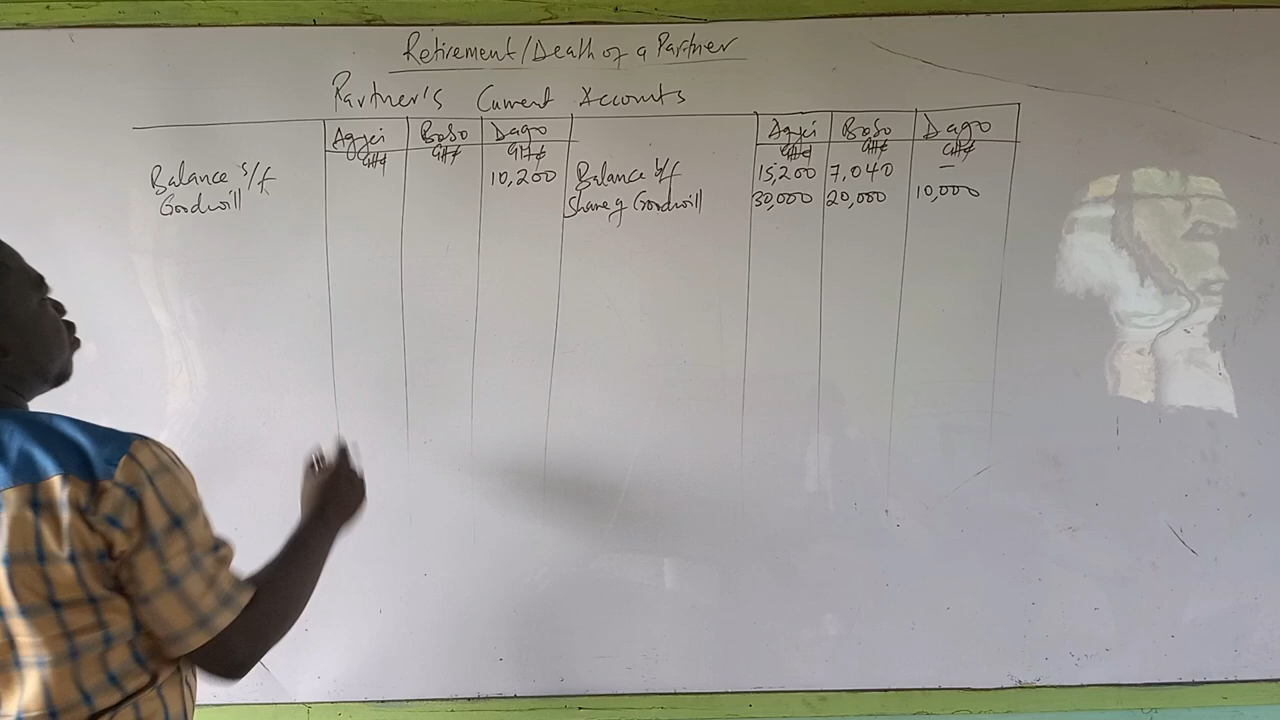 Retirement/Death of a Partner
Partner's Current Accounts
Agyei Boso Dago Agyei Boso Dago
GH¢ GH¢ GH¢ GH¢ GH¢ GH¢
Balance b/f 10,200 Balance b/f 15,200 7,040 -
Goodwill Share of Goodwill 30,000 20,000 10,000